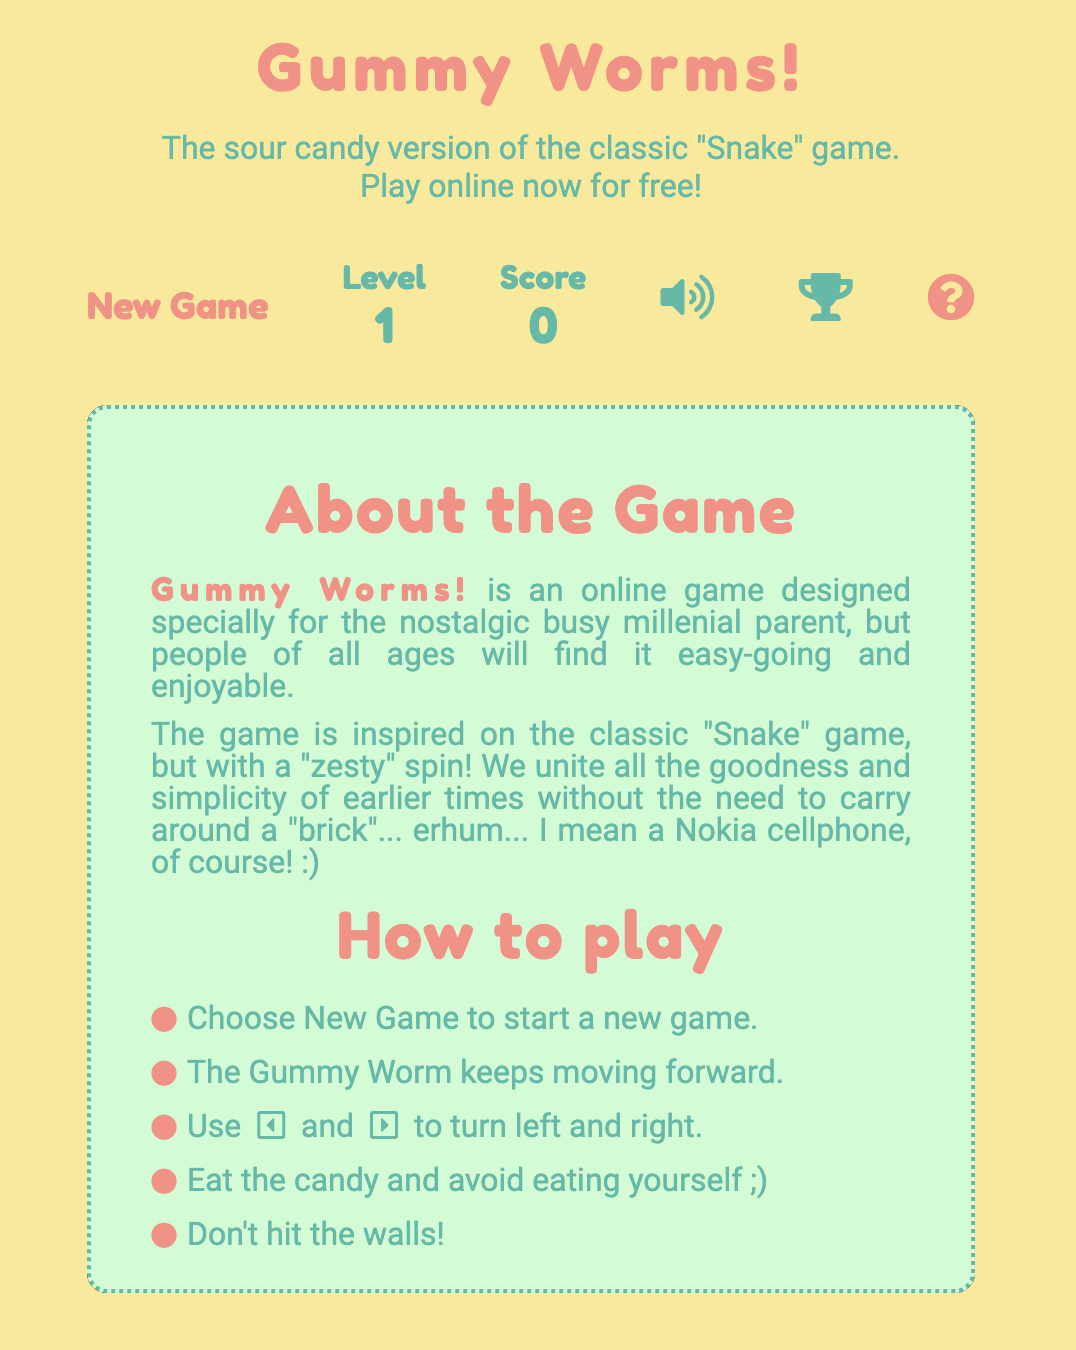 Gummy Worms!
The sour candy version of the classic "Snake" game.
Play online now for free!
New Game
Level
1
Score
0
?
About the Game
Gummy Worms! is an online game designed
specially for the nostalgic busy millenial parent, but
people of all ages will find it easy-going and
enjoyable.
The game is inspired on the classic "Snake" game,
but with a "zesty" spin! We unite all the goodness and
simplicity of earlier times without the need to carry
around a "brick"... erhum... I mean a Nokia cellphone,
of course! :)
How to play
Choose New Game to start a new game.
The Gummy Worm keeps moving forward.
Use and to turn left and right.
Eat the candy and avoid eating yourself ;)
Don't hit the walls!